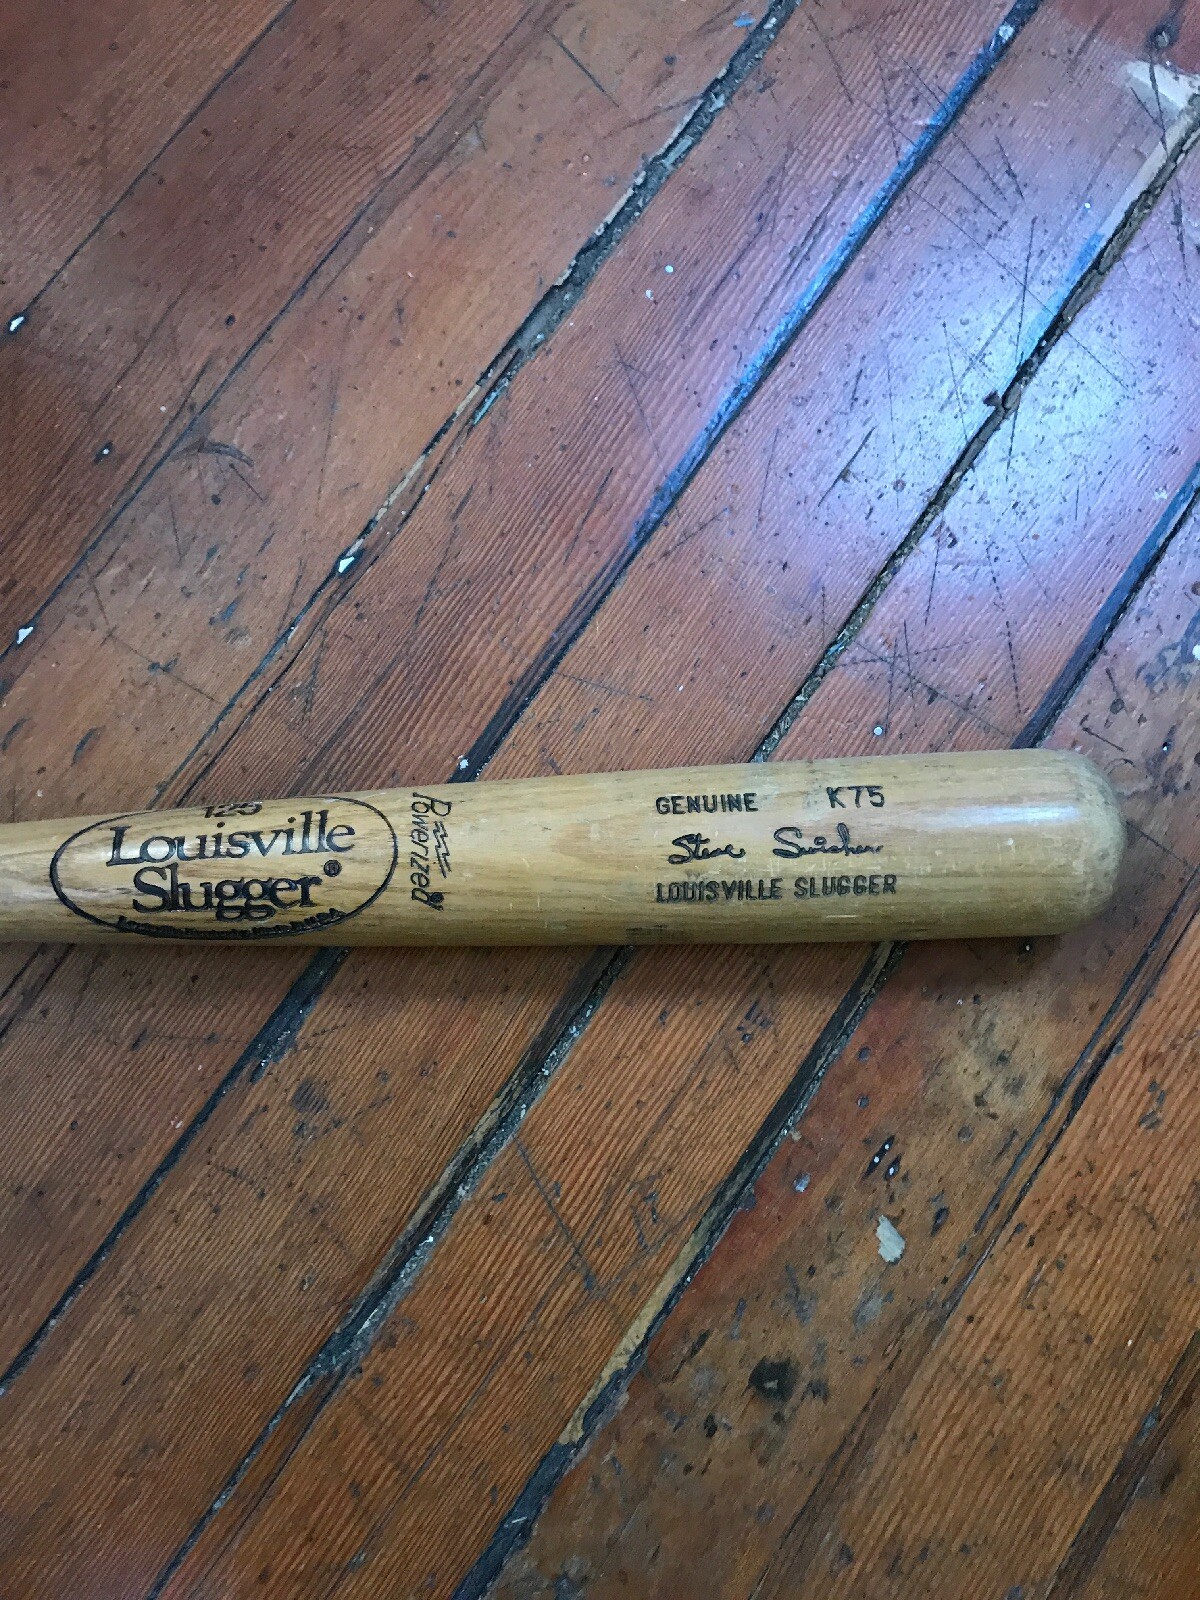 125
Louisville
Slugger®
Powerized
GENUINE K75
Steve Swisher
LOUISVILLE SLUGGER